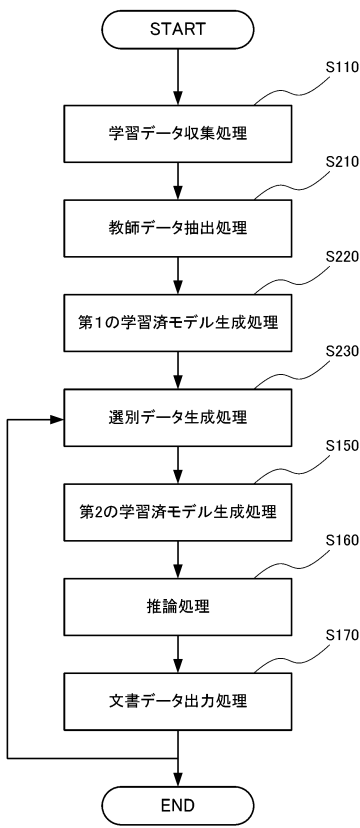 START
S110
学習データ収集処理
S210
教師データ抽出処理
S220
第1の学習済モデル生成処理
S230
選別データ生成処理
S150
第2の学習済モデル生成処理
S160
推論処理
S170
文書データ出力処理
END